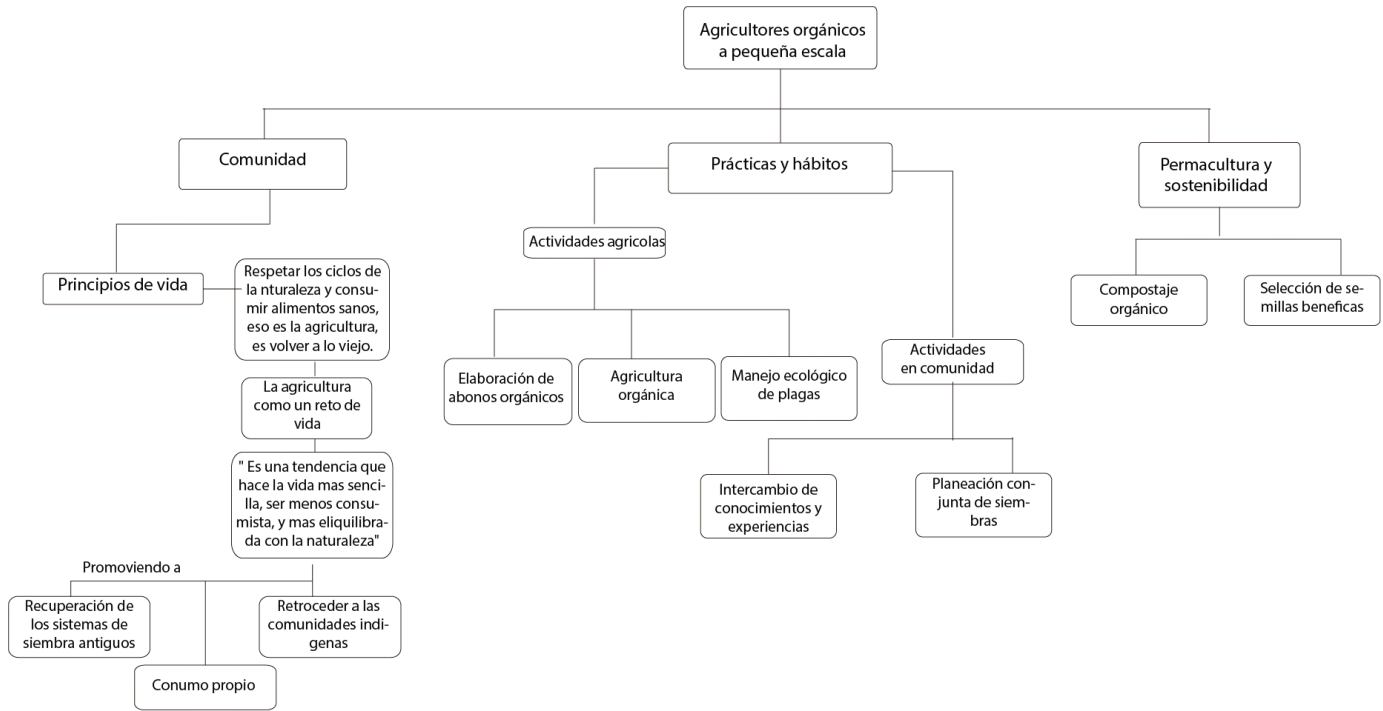 Agricultores orgánicos
a pequeña escala
Comunidad
Prácticas y hábitos
Permacultura y
sostenibilidad
Principios de vida
Respetar los ciclos de
la nturaleza y consu-
mir alimentos sanos,
eso es la agricultura,
es volver a lo viejo.
La agricultura
como un reto de
vida
" Es una tendencia que
hace la vida mas senci-
lla, ser menos consu-
mista, y mas eliquilibra-
da con la naturaleza"
Promoviendo a
Recuperación de
los sistemas de
siembra antiguos
Conumo propio
Retroceder a las
comunidades indi-
genas
Actividades agricolas
Elaboración de
abonos orgánicos
Agricultura
orgánica
Manejo ecológico
de plagas
Actividades
en comunidad
Intercambio de
conocimientos y
experiencias
Planeación con-
junta de siem-
bras
Compostaje
orgánico
Selección de se-
millas beneficas